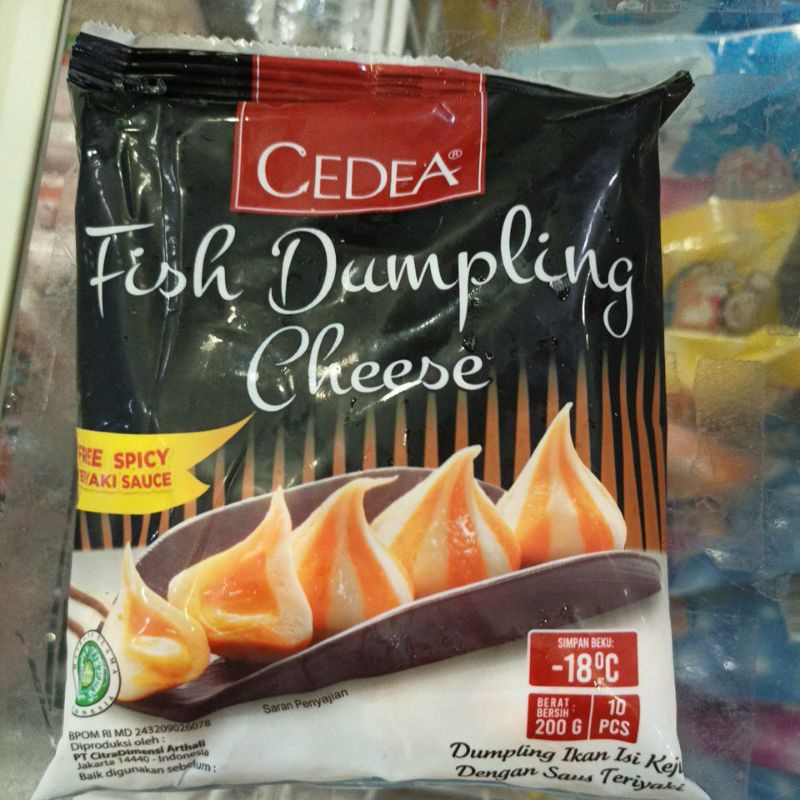 CEDEA®
Fish Dumpling
Cheese
FREE SPICY
TERIYAKI SAUCE
SIMPAN BEKU:
-18°C
BERAT BERSIH: 200 G
10 PCS
Saran Penyajian
BPOM RI MD 243209026078
Diproduksi oleh :
PT CitraDimensi Arthali
Jakarta 14440 - Indonesia
Baik digunakan sebelum :
Dumpling Ikan Isi Keju
Dengan Saus Teriyaki